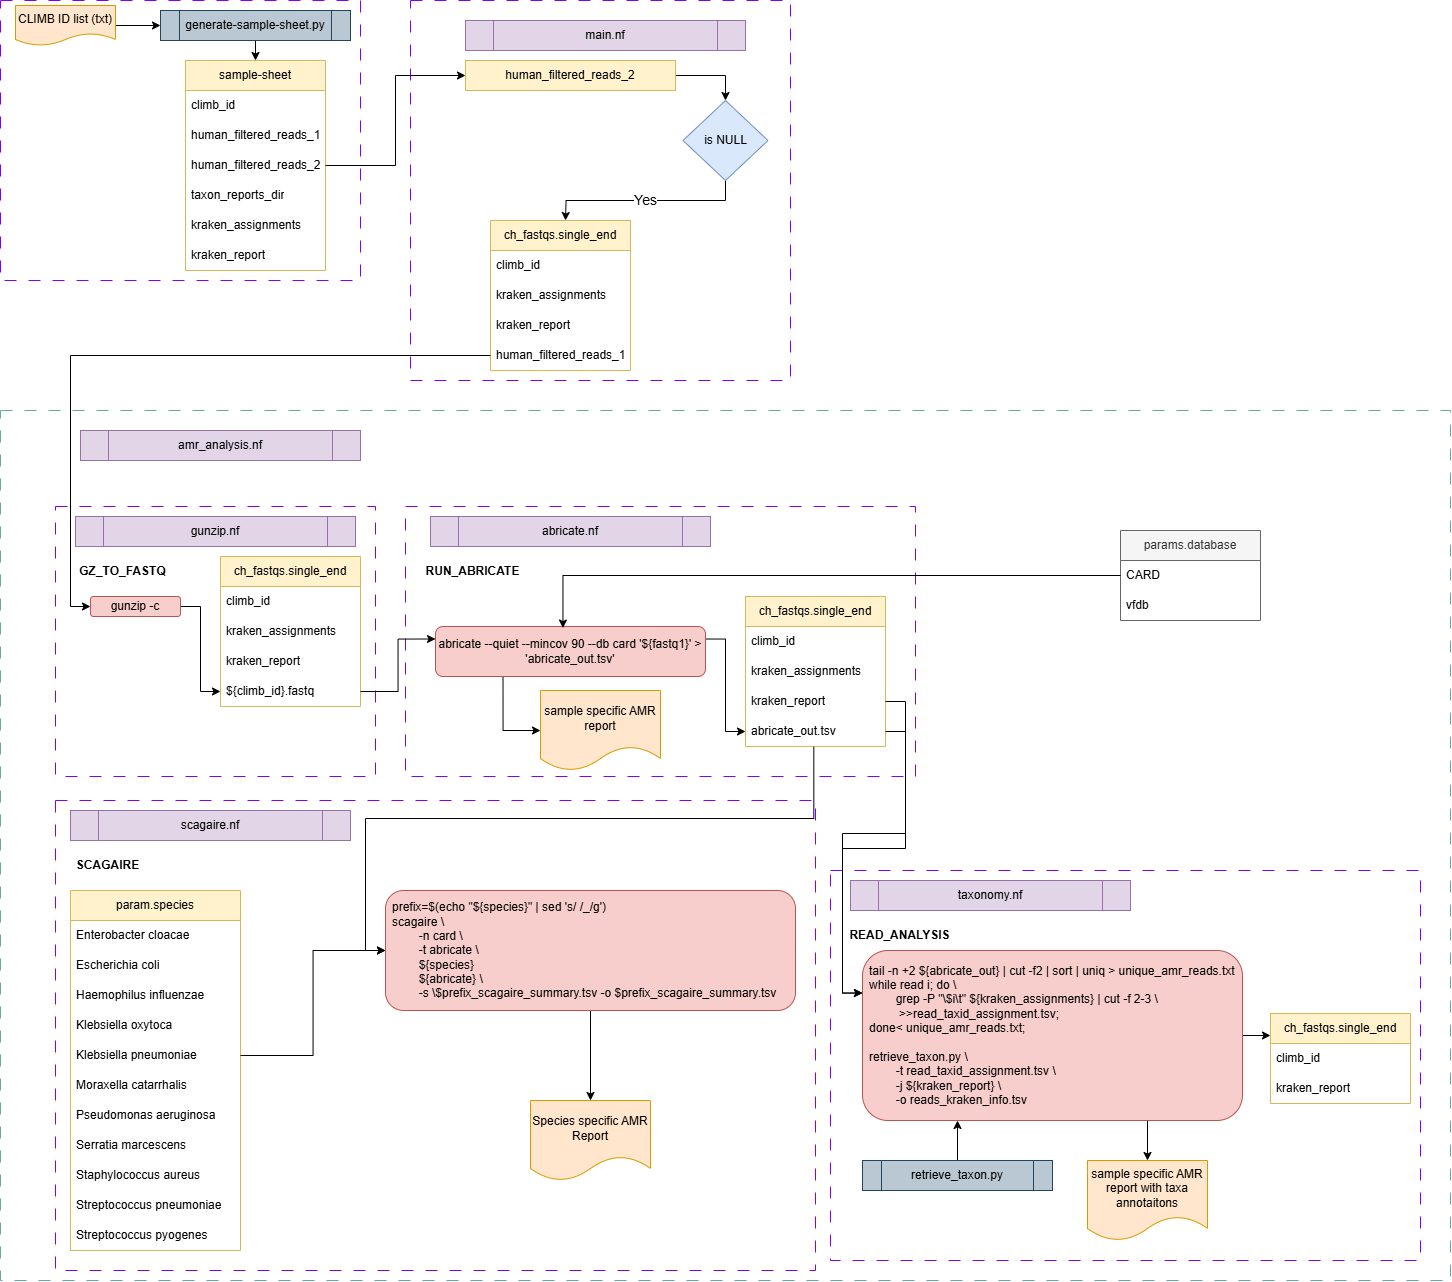 CLIMB ID list (txt)
generate-sample-sheet.py
sample-sheet
climb_id
human_filtered_reads_1
human_filtered_reads_2
taxon_reports_dir
kraken_assignments
kraken_report
main.nf
human_filtered_reads_2
is NULL
Yes
ch_fastqs.single_end
climb_id
kraken_assignments
kraken_report
human_filtered_reads_1
amr_analysis.nf
gunzip.nf
GZ_TO_FASTQ
gunzip -c
ch_fastqs.single_end
climb_id
kraken_assignments
kraken_report
${climb_id}.fastq
abricate.nf
RUN_ABRICATE
abricate --quiet --mincov 90 --db card '${fastq1}' >
'abricate_out.tsv'
sample specific AMR
report
ch_fastqs.single_end
climb_id
kraken_assignments
kraken_report
abricate_out.tsv
params.database
CARD
vfdb
scagaire.nf
SCAGAIRE
param.species
Enterobacter cloacae
Escherichia coli
Haemophilus influenzae
Klebsiella oxytoca
Klebsiella pneumoniae
Moraxella catarrhalis
Pseudomonas aeruginosa
Serratia marcescens
Staphylococcus aureus
Streptococcus pneumoniae
Streptococcus pyogenes
prefix=$(echo "${species}" | sed 's/ /_/g')
scagaire \
-n card \
-t abricate \
${species}
${abricate} \
-s \$prefix_scagaire_summary.tsv -o $prefix_scagaire_summary.tsv
Species specific AMR
Report
taxonomy.nf
READ_ANALYSIS
tail -n +2 ${abricate_out} | cut -f2 | sort | uniq > unique_amr_reads.txt
while read i; do \
grep -P "\$i\t" ${kraken_assignments} | cut -f 2-3 \
>>read_taxid_assignment.tsv;
done< unique_amr_reads.txt;
retrieve_taxon.py \
-t read_taxid_assignment.tsv \
-j ${kraken_report} \
-o reads_kraken_info.tsv
ch_fastqs.single_end
climb_id
kraken_report
retrieve_taxon.py
sample specific AMR
report with taxa
annotaitons